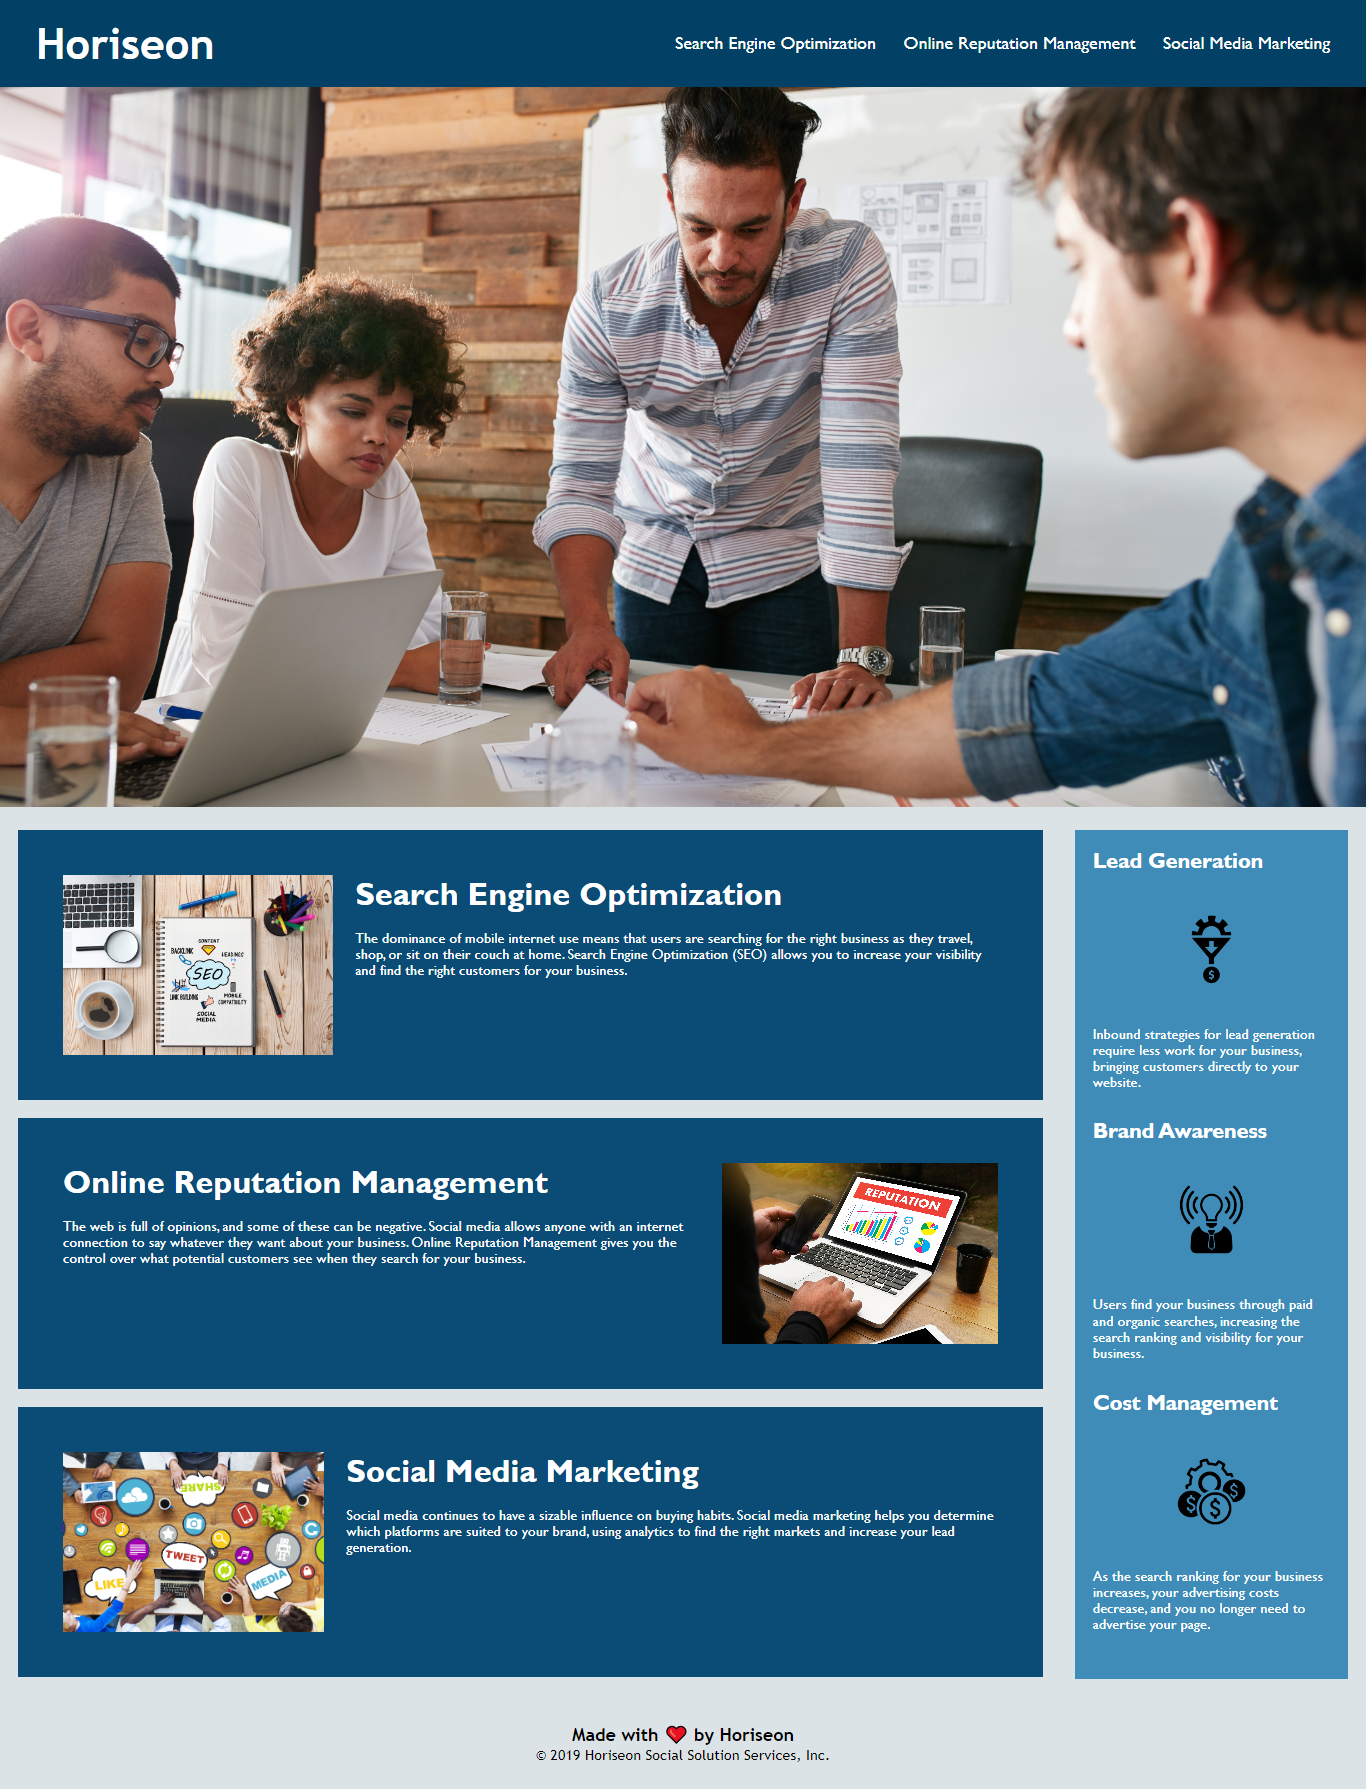 Horiseon
Search Engine Optimization
Online Reputation Management
Social Media Marketing
CONTENT
BACKLINK
HEADINGS
SEO
LINK BUILDING
MOBILE
COMPATIBILITY
SOCIAL
MEDIA
Search Engine Optimization
The dominance of mobile internet use means that users are searching for the right business as they travel,
shop, or sit on their couch at home. Search Engine Optimization (SEO) allows you to increase your visibility
and find the right customers for your business.
Online Reputation Management
The web is full of opinions, and some of these can be negative. Social media allows anyone with an internet
connection to say whatever they want about your business. Online Reputation Management gives you the
control over what potential customers see when they search for your business.
REPUTATION
SHARE
TWEET
LIKE
MEDIA
Social Media Marketing
Social media continues to have a sizable influence on buying habits. Social media marketing helps you determine
which platforms are suited to your brand, using analytics to find the right markets and increase your lead
generation.
Lead Generation
$
Inbound strategies for lead generation
require less work for your business,
bringing customers directly to your
website.
Brand Awareness
Users find your business through paid
and organic searches, increasing the
search ranking and visibility for your
business.
Cost Management
$ $ $
As the search ranking for your business
increases, your advertising costs
decrease, and you no longer need to
advertise your page.
Made with ❤️ by Horiseon
© 2019 Horiseon Social Solution Services, Inc.